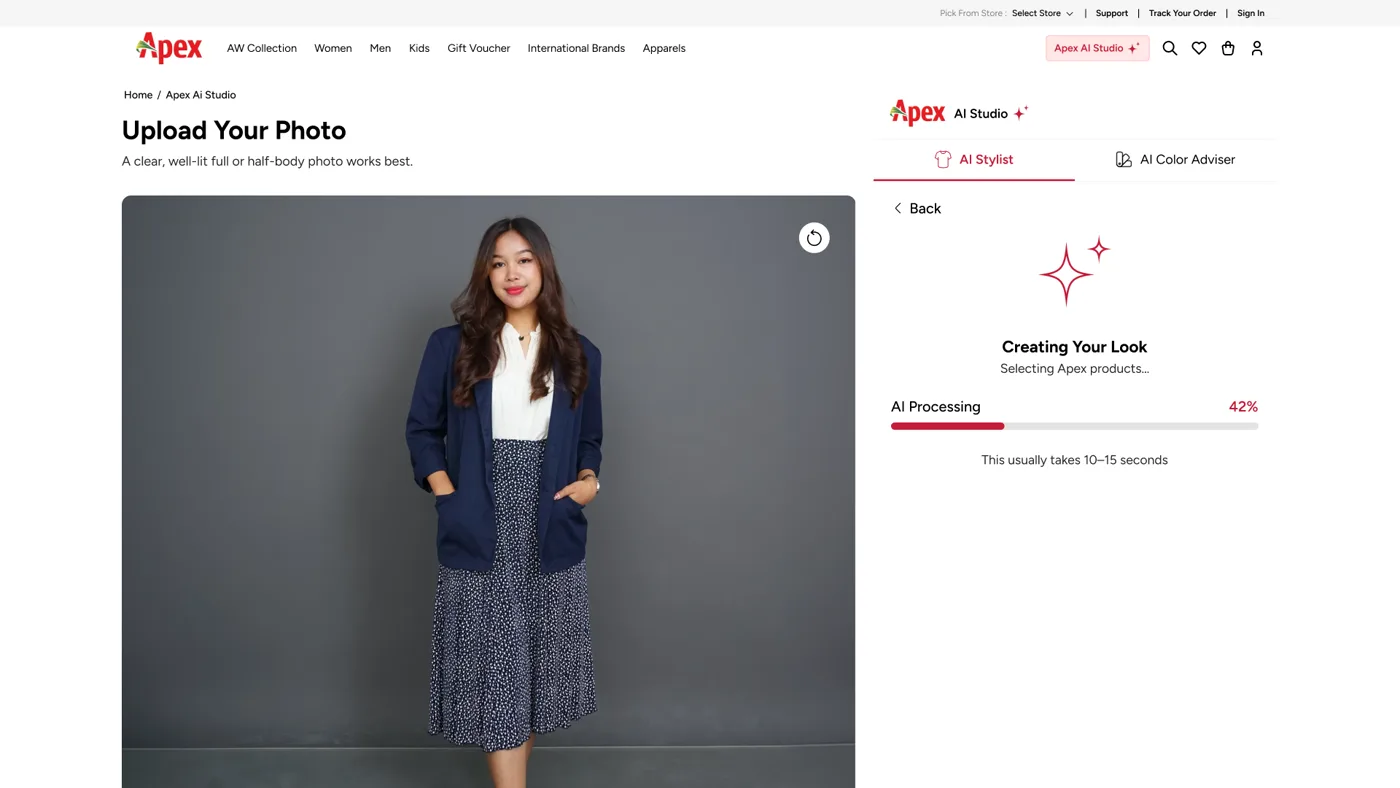 Pick From Store : Select Store | Support | Track Your Order | Sign In
Apex AW Collection Women Men Kids Gift Voucher International Brands Apparels Apex AI Studio
Home / Apex Ai Studio
Upload Your Photo
A clear, well-lit full or half-body photo works best.
Apex AI Studio
AI Stylist AI Color Adviser
Back
Creating Your Look
Selecting Apex products...
AI Processing 42%
This usually takes 10–15 seconds